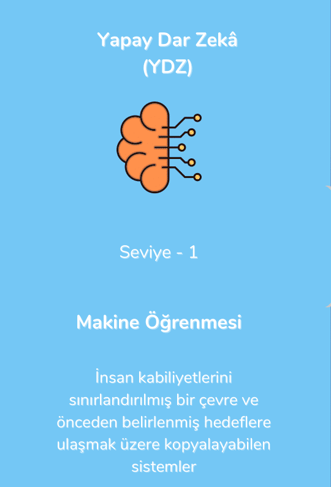 Yapay Dar Zekâ
(YDZ)
Seviye - 1
Makine Öğrenmesi
İnsan kabiliyetlerini
sınırlandırılmış bir çevre ve
önceden belirlenmiş hedeflere
ulaşmak üzere kopyalayabilen
sistemler